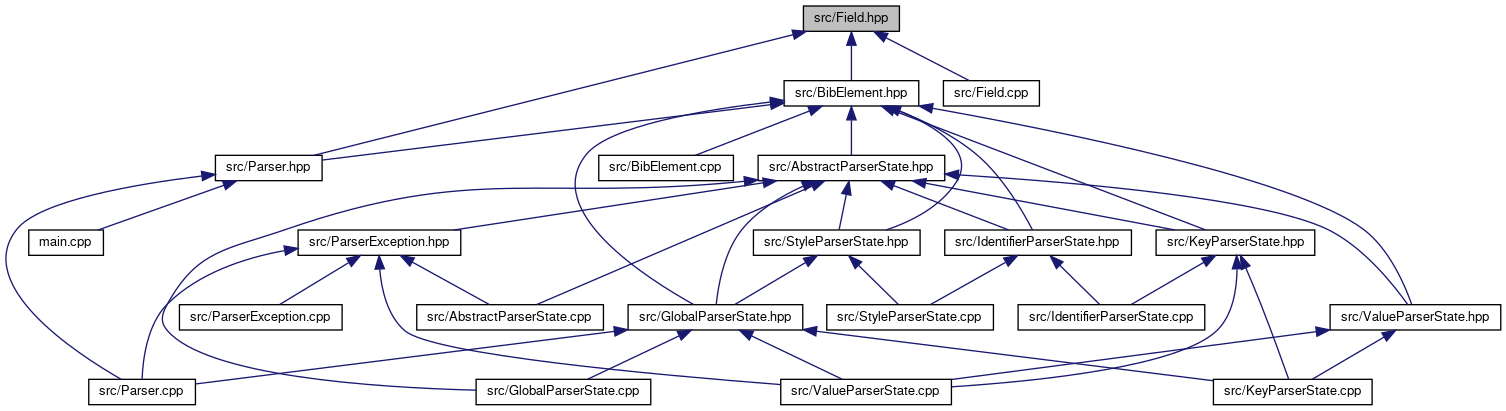 src/Field.hpp
src/BibElement.hpp
src/Field.cpp
src/Parser.hpp
src/BibElement.cpp
src/AbstractParserState.hpp
main.cpp
src/ParserException.hpp
src/StyleParserState.hpp
src/IdentifierParserState.hpp
src/KeyParserState.hpp
src/ParserException.cpp
src/AbstractParserState.cpp
src/GlobalParserState.hpp
src/StyleParserState.cpp
src/IdentifierParserState.cpp
src/ValueParserState.hpp
src/Parser.cpp
src/GlobalParserState.cpp
src/ValueParserState.cpp
src/KeyParserState.cpp